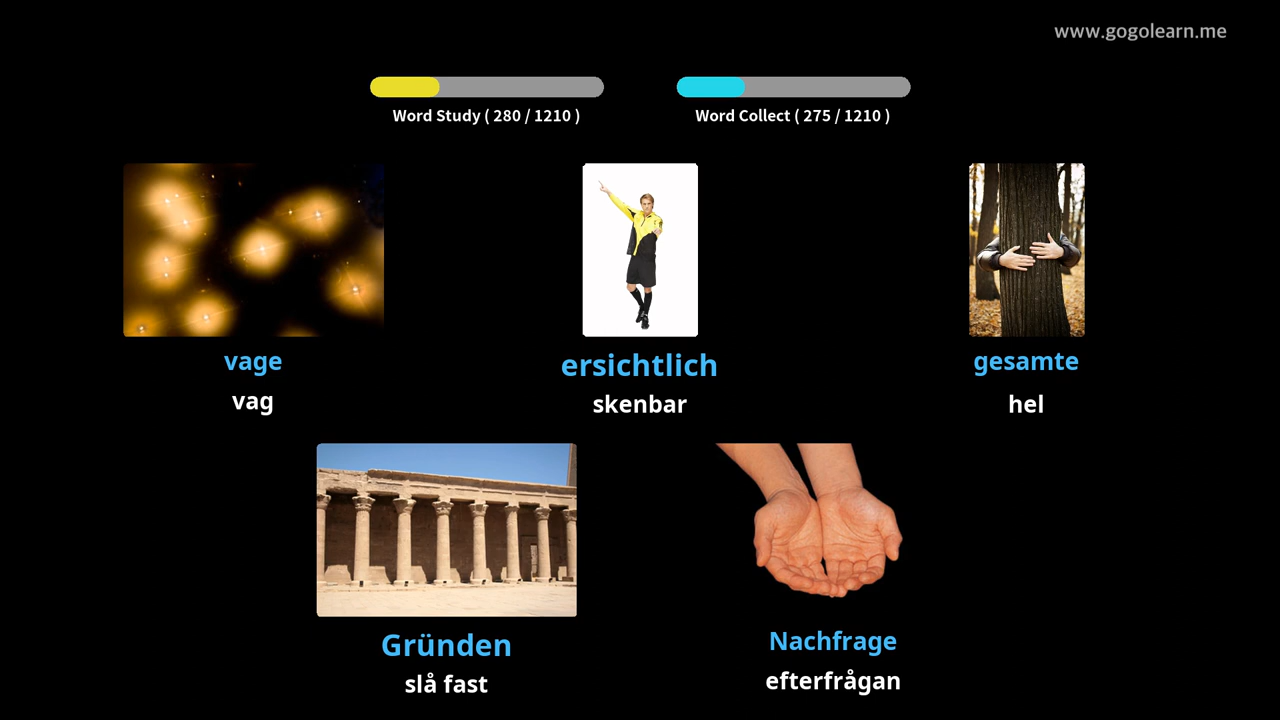 www.gogolearn.me
Word Study ( 280 / 1210 )
Word Collect ( 275 / 1210 )
vage
vag
ersichtlich
skenbar
gesamte
hel
Gründen
slå fast
Nachfrage
efterfrågan